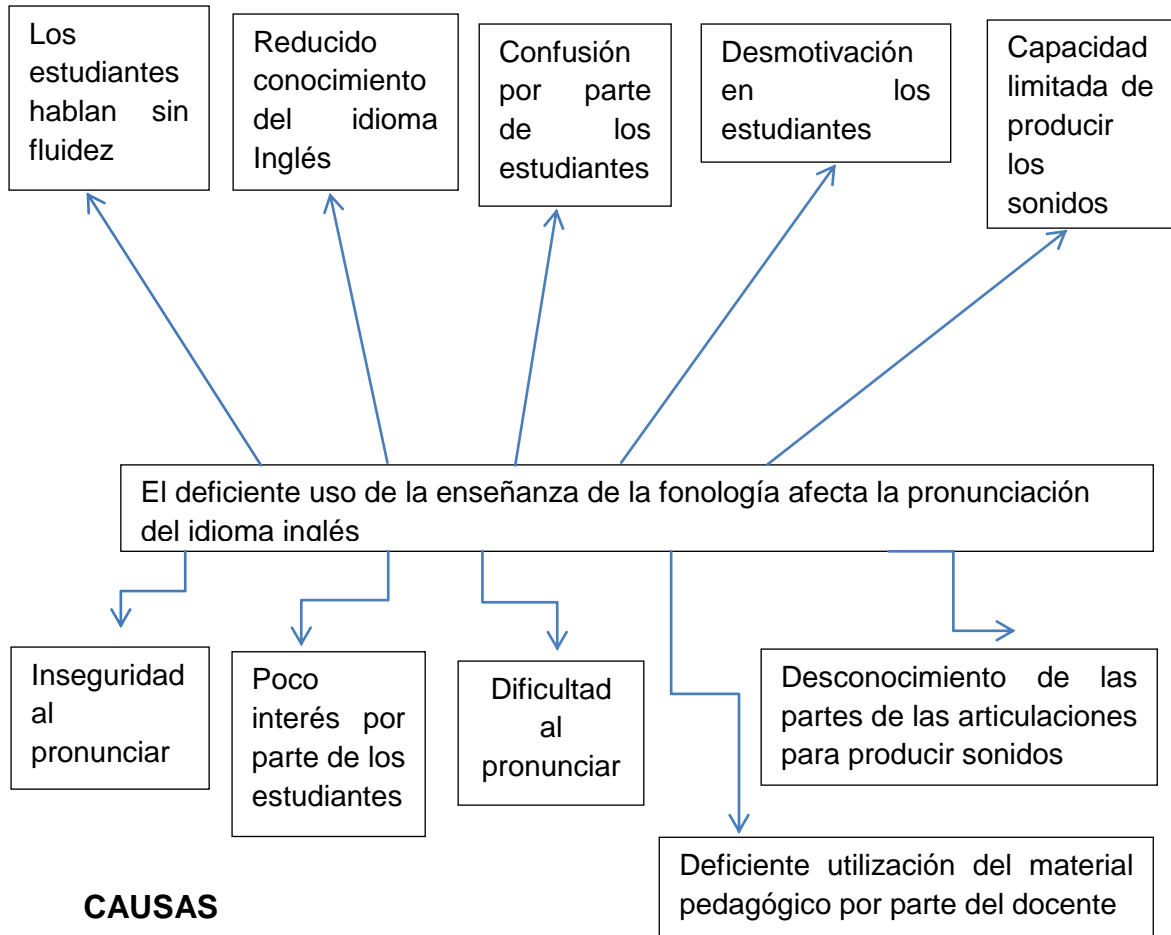 Los
estudiantes
hablan sin
fluidez
Reducido
conocimiento
del idioma
Inglés
Confusión
por parte
de los
estudiantes
Desmotivación
en los
estudiantes
Capacidad
limitada de
producir
los
sonidos
El deficiente uso de la enseñanza de la fonología afecta la pronunciación
del idioma inglés
Inseguridad
al
pronunciar
Poco
interés por
parte de los
estudiantes
Dificultad
al
pronunciar
Desconocimiento de las
partes de las articulaciones
para producir sonidos
Deficiente utilización del material
pedagógico por parte del docente
CAUSAS